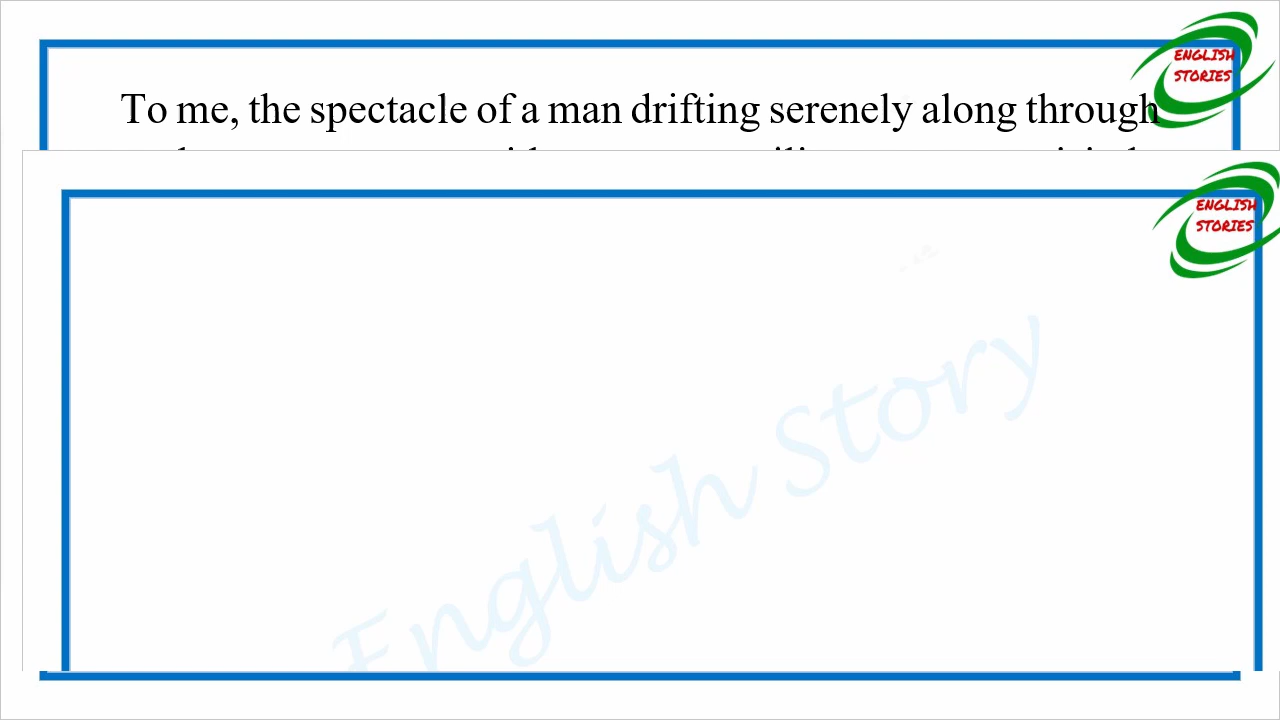 ENGLISH
STORIES
To me, the spectacle of a man drifting serenely along through
ENGLISH
STORIES
English Story